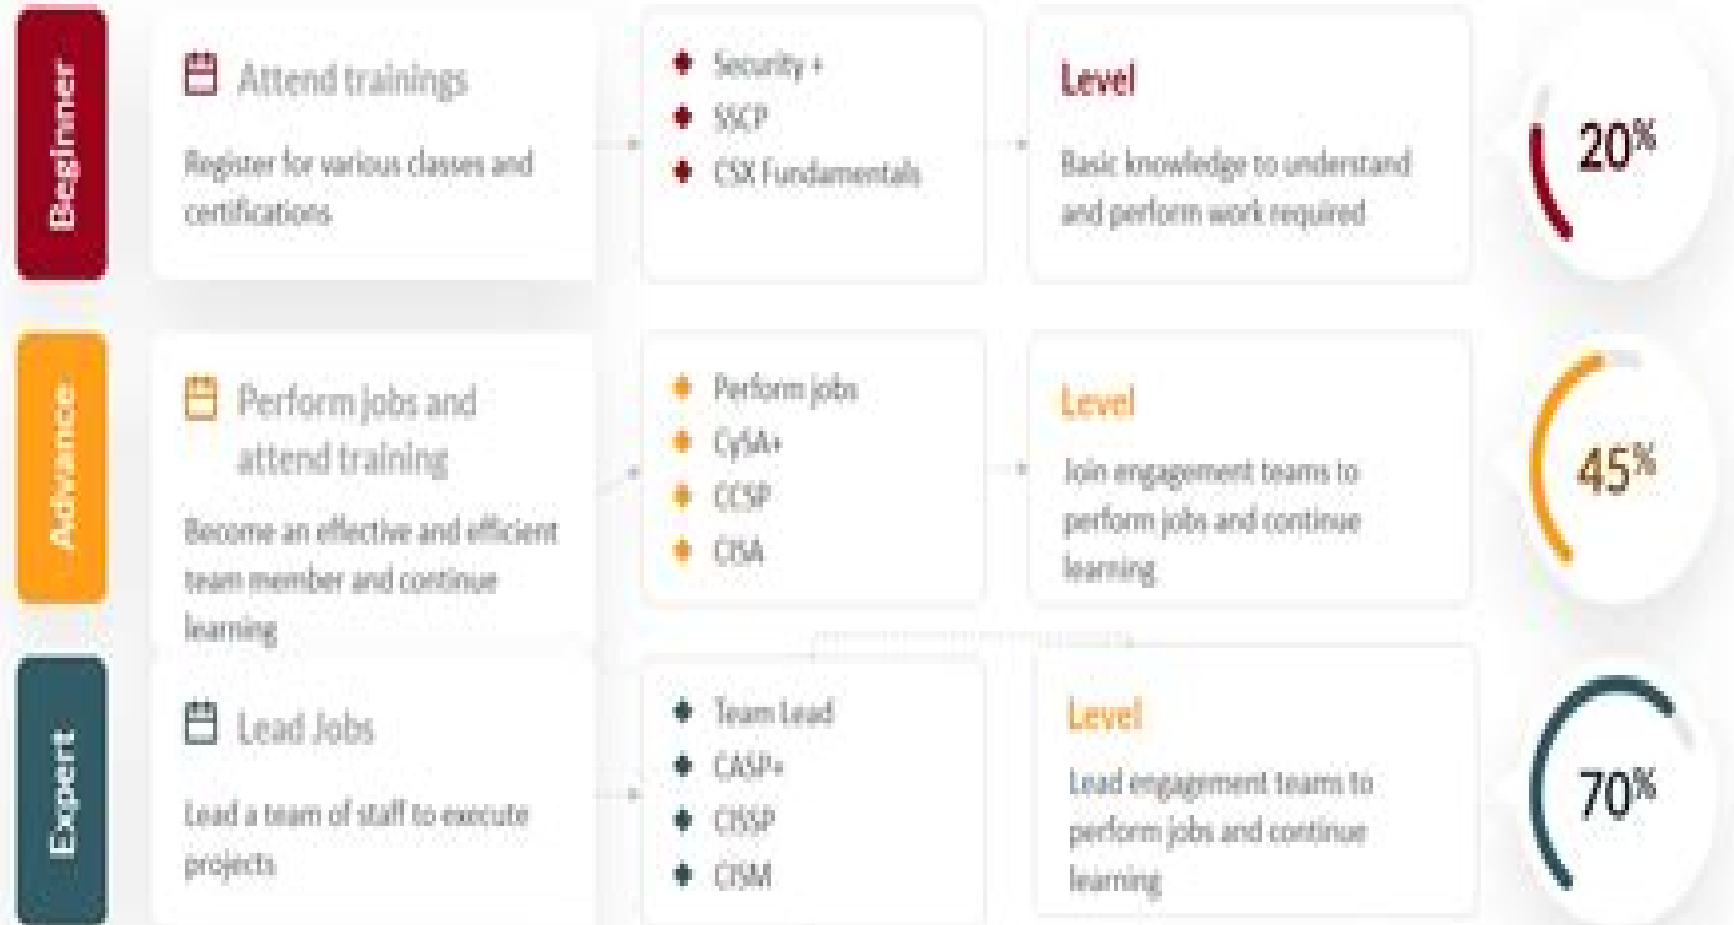 Beginner
Attend trainings
Register for various classes and
certifications
Security +
SSCP
CSX Fundamentals
Level
Basic knowledge to understand
and perform work required
20%
Advance
Perform jobs and
attend training
Become an effective and efficient
team member and continue
learning
Perform jobs
CySA+
CCSP
CISA
Level
Join engagement teams to
perform jobs and continue
learning
45%
Expert
Lead Jobs
Lead a team of staff to execute
projects
Team Lead
CASP+
CISSP
CISM
Level
Lead engagement teams to
perform jobs and continue
learning
70%